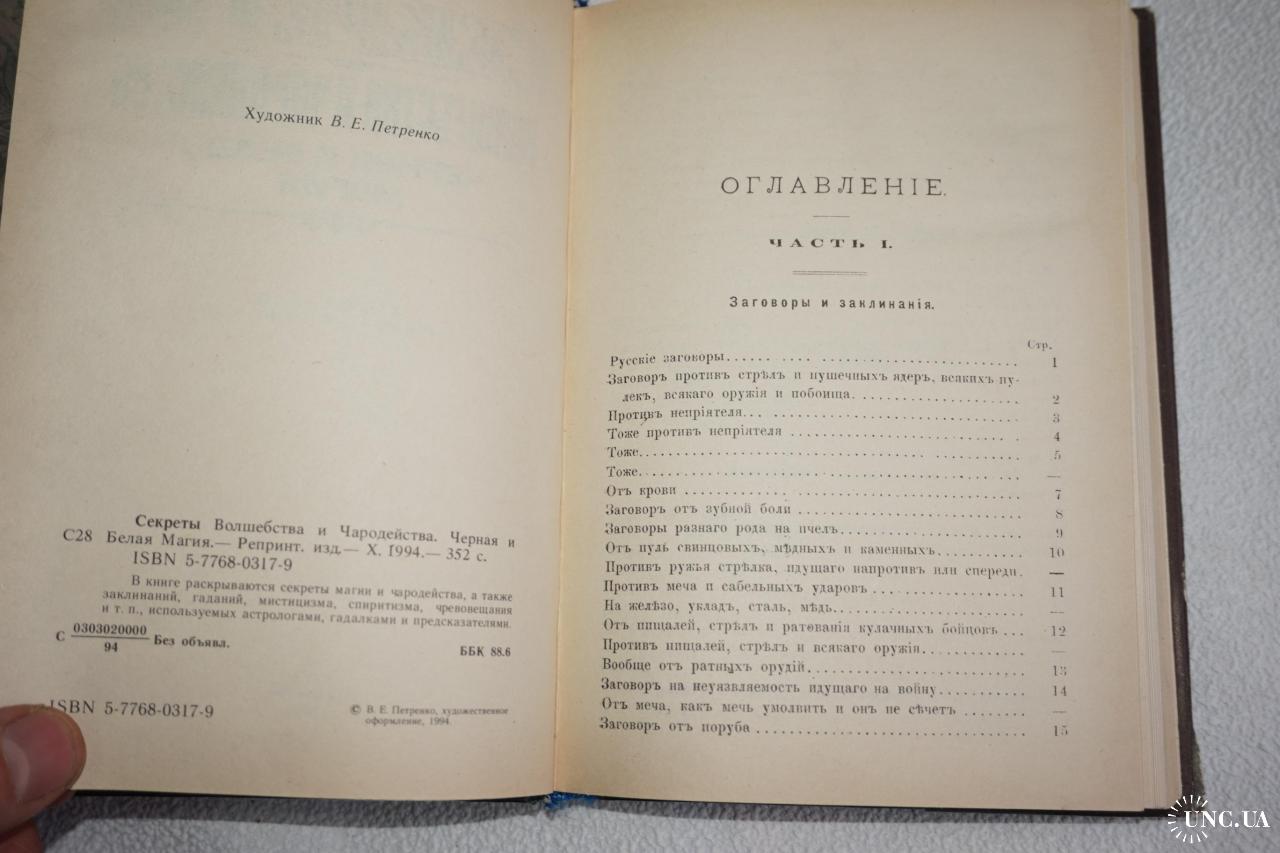 Художник В. Е. Петренко
Секреты Волшебства и Чародейства. Черная и
С28 Белая Магия.— Репринт. изд.— Х. 1994.— 352 с.
ISBN 5-7768-0317-9
В книге раскрываются секреты магии и чародейства, а также
заклинаний, гаданий, мистицизма, спиритизма, чревовещания
и т. п., используемых астрологами, гадалками и предсказателями.
С 0303020000 Без объявл.
94
ББК 88.6
ISBN 5-7768-0317-9
© В. Е. Петренко, художественное
оформление, 1994.
ОГЛАВЛЕНІЕ.
ЧАСТЬ I.
Заговоры и заклинанія.
Стр.
Русскіе заговоры........ .... .......................... 1
Заговоръ противъ стрѣлъ и пушечныхъ ядеръ, всякихъ пу-
лекъ, всякаго оружія и побоища...................... 2
Противъ непріятеля... ................................ 3
Тоже противъ непріятеля .............................. 4
Тоже.................................................. 5
Тоже.................................................. —
Отъ крови ............................................ 7
Заговоръ отъ зубной боли ............................. 8
Заговоры разнаго рода на пчелъ........................ 9
Отъ пуль свинцовыхъ, мѣдныхъ и каменныхъ.............. 10
Противъ ружья стрѣлка, идущаго напротивъ или спереди. —
Противъ меча и сабельныхъ ударовъ .................... 11
На желѣзо, укладъ, сталь, мѣдь........................ —
Отъ пищалей, стрѣлъ и ратованія кулачныхъ бойцовъ ... 12
Противъ пищалей, стрѣлъ и всякаго оружія.............. —
Вообще отъ ратныхъ орудій............................. 13
Заговоръ на неуязвляемость идущаго на войну........... 14
Отъ меча, какъ мечь умолвить и онъ не сѣчетъ ........ —
Заговоръ отъ поруба .................................. 15
UNC.UA